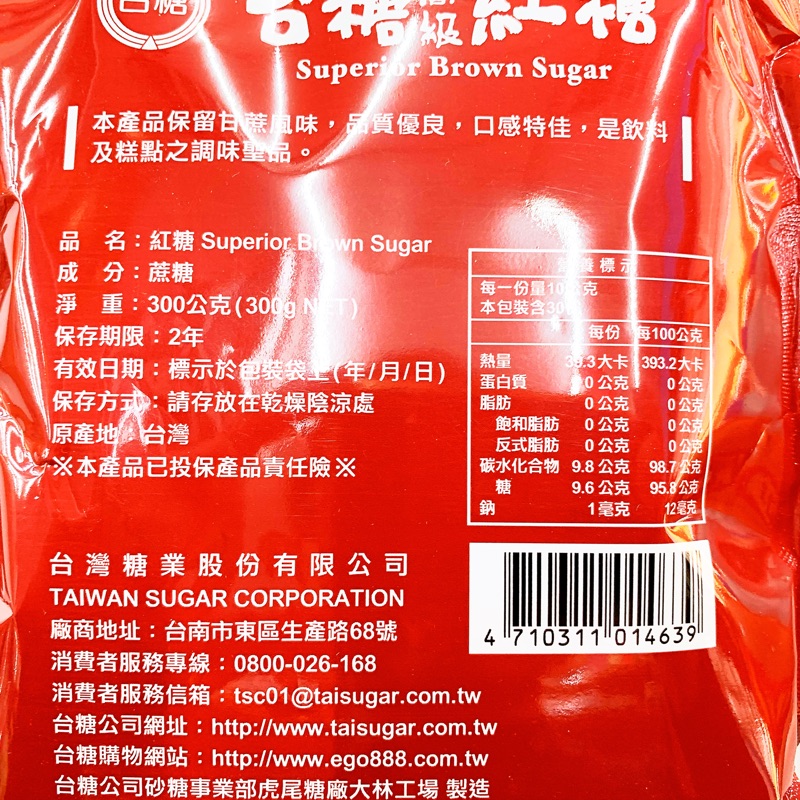 台糖
台糖 級 紅糖
Superior Brown Sugar
本產品保留甘蔗風味,品質優良,口感特佳,是飲料
及糕點之調味聖品。
品 名:紅糖 Superior Brown Sugar
成 分:蔗糖
淨 重:300公克(300g NET)
保存期限:2年
有效日期:標示於包裝袋上(年/月/日)
保存方式:請存放在乾燥陰涼處
原產地:台灣
※本產品已投保產品責任險※
營養標示
每一份量10公克
本包裝含30
每份 每100公克
熱量 39.3大卡 393.2大卡
蛋白質 0公克 0公克
脂肪 0公克 0公克
飽和脂肪 0公克 0公克
反式脂肪 0公克 0公克
碳水化合物 9.8公克 98.7公克
糖 9.6公克 95.8公克
鈉 1毫克 12毫克
4 710311 014639
台灣糖業股份有限公司
TAIWAN SUGAR CORPORATION
廠商地址:台南市東區生產路68號
消費者服務專線:0800-026-168
消費者服務信箱:tsc01@taisugar.com.tw
台糖公司網址:http://www.taisugar.com.tw
台糖購物網站:http://www.ego888.com.tw
台糖公司砂糖事業部虎尾糖廠大林工場 製造